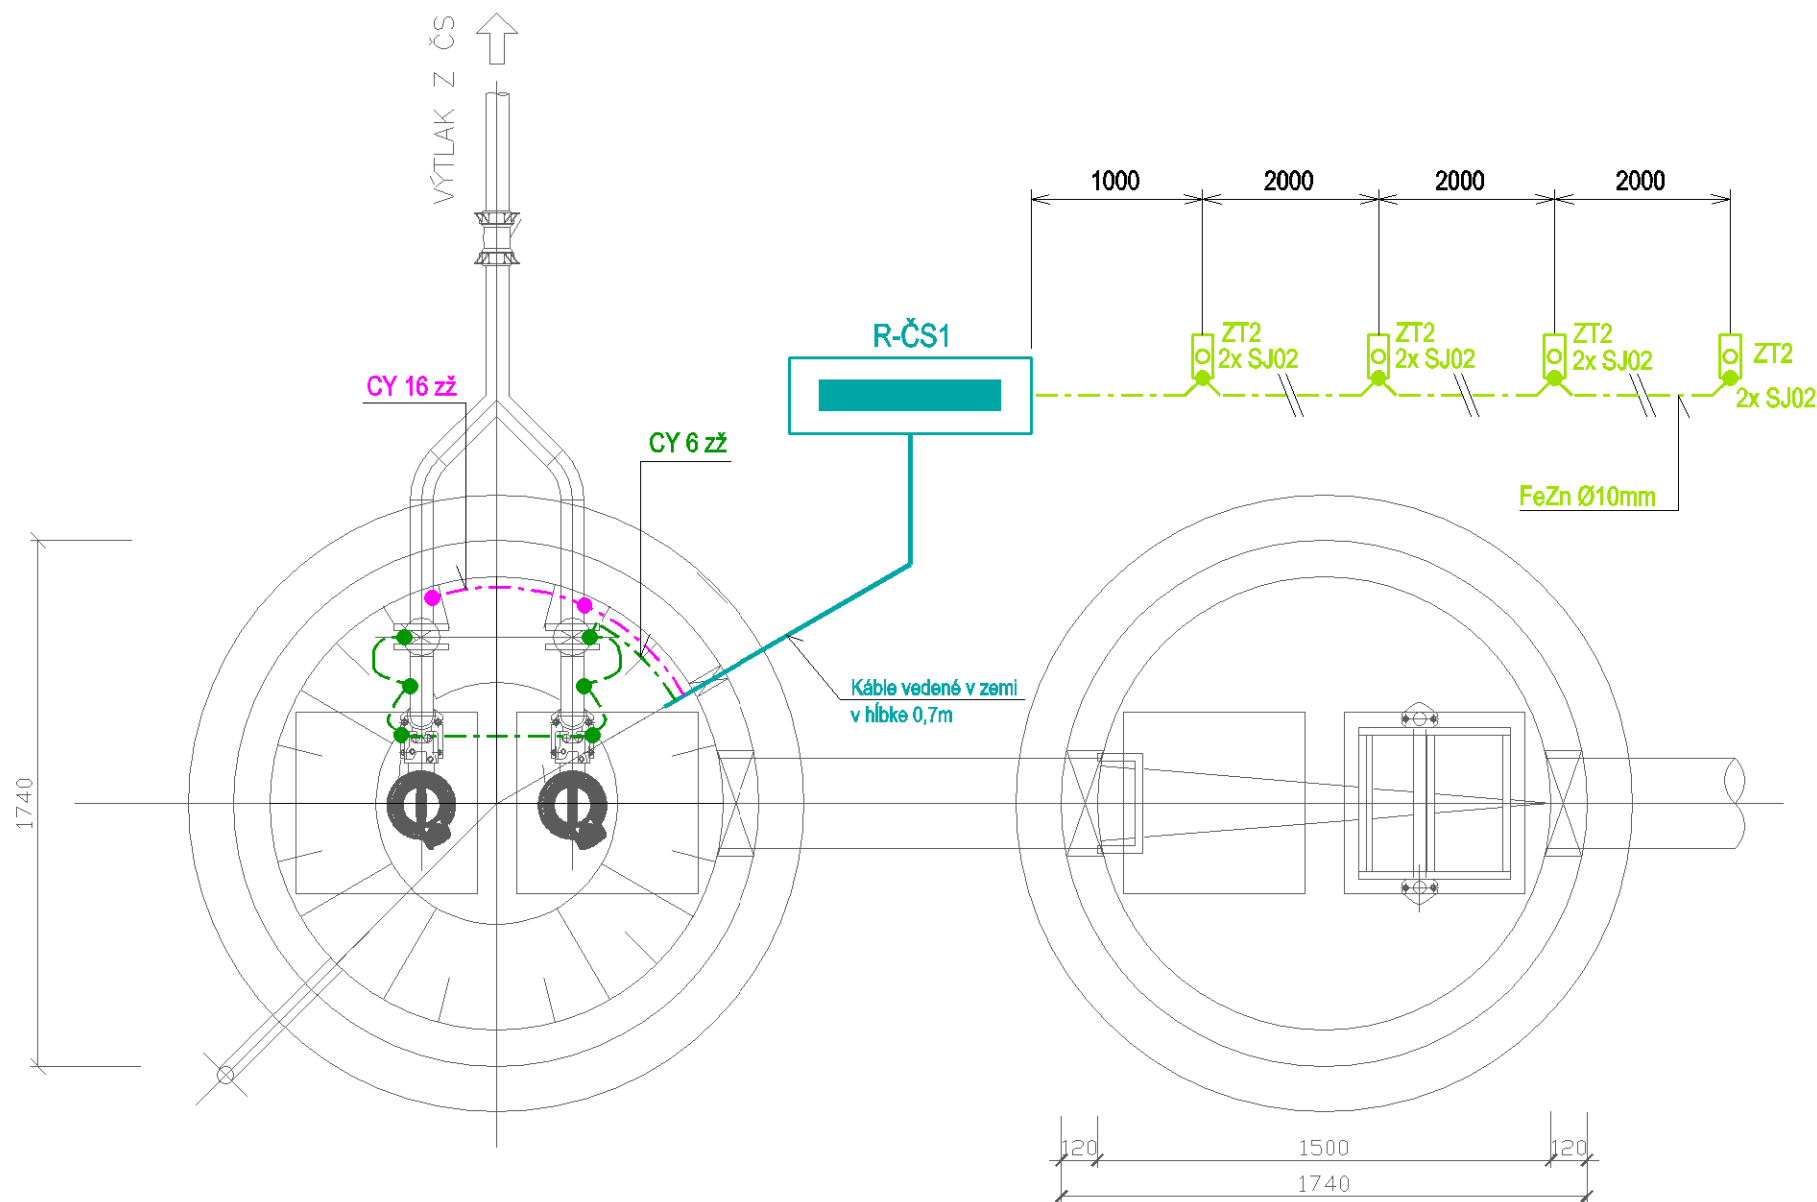 VÝTLAK Z ČS
1000
2000
2000
2000
R-ČS1
ZT2
2x SJ02
ZT2
2x SJ02
ZT2
2x SJ02
ZT2
2x SJ02
CY 16 zž
CY 6 zž
FeZn Ø10mm
Káble vedené v zemi
v hĺbke 0,7m
1740
120
1500
120
1740